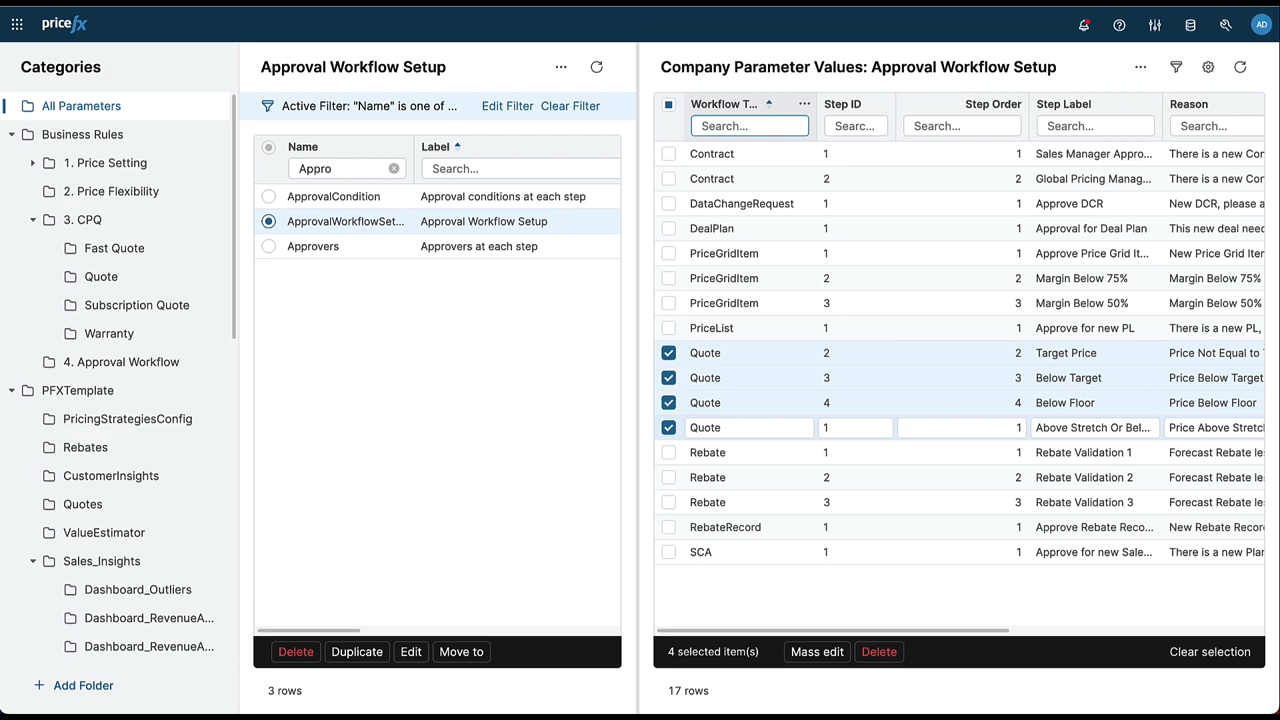 pricefx
AD
Categories
All Parameters
Business Rules
1. Price Setting
2. Price Flexibility
3. CPQ
Fast Quote
Quote
Subscription Quote
Warranty
4. Approval Workflow
PFXTemplate
PricingStrategiesConfig
Rebates
CustomerInsights
Quotes
ValueEstimator
Sales_Insights
Dashboard_Outliers
Dashboard_RevenueA...
Dashboard_RevenueA...
+ Add Folder
Approval Workflow Setup
Active Filter: "Name" is one of ... Edit Filter Clear Filter
Name Label
Appro Search...
ApprovalCondition Approval conditions at each step
ApprovalWorkflowSet... Approval Workflow Setup
Approvers Approvers at each step
Delete Duplicate Edit Move to
3 rows
Company Parameter Values: Approval Workflow Setup
Workflow T... Step ID Step Order Step Label Reason
Search... Searc... Search... Search... Search...
Contract 1 1 Sales Manager Appro... There is a new Cor
Contract 2 2 Global Pricing Manag... There is a new Cor
DataChangeRequest 1 1 Approve DCR New DCR, please a
DealPlan 1 1 Approval for Deal Plan This new deal need
PriceGridItem 1 1 Approve Price Grid It... New Price Grid Iter
PriceGridItem 2 2 Margin Below 75% Margin Below 75%
PriceGridItem 3 3 Margin Below 50% Margin Below 50%
PriceList 1 1 Approve for new PL There is a new PL,
Quote 2 2 Target Price Price Not Equal to
Quote 3 3 Below Target Price Below Target
Quote 4 4 Below Floor Price Below Floor
Quote 1 1 Above Stretch Or Bel... Price Above Stretch
Rebate 1 1 Rebate Validation 1 Forecast Rebate le
Rebate 2 2 Rebate Validation 2 Forecast Rebate le
Rebate 3 3 Rebate Validation 3 Forecast Rebate le
RebateRecord 1 1 Approve Rebate Reco... New Rebate Recor
SCA 1 1 Approve for new Sale... There is a new Plar
4 selected item(s) Mass edit Delete Clear selection
17 rows